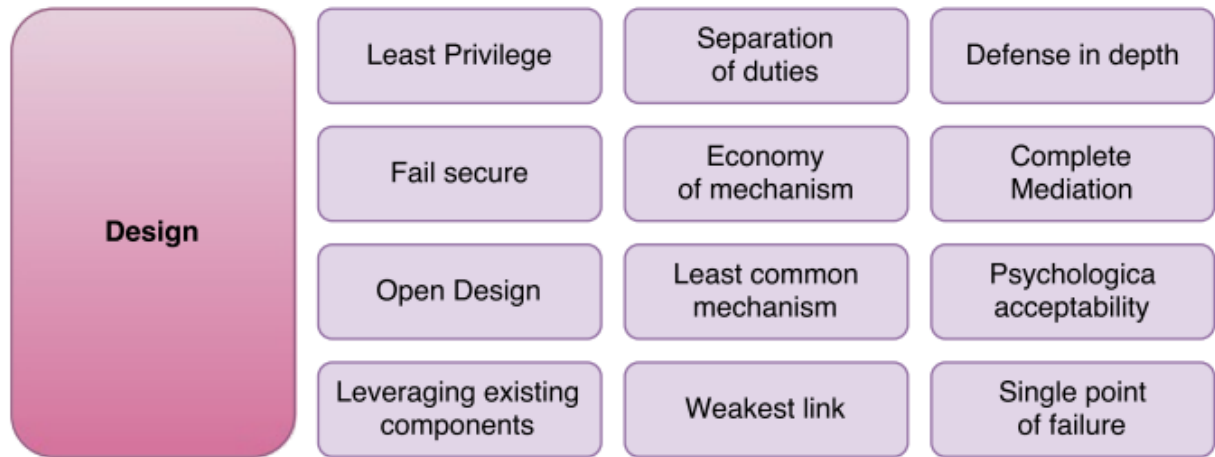 Design
Least Privilege
Separation
of duties
Defense in depth
Fail secure
Economy
of mechanism
Complete
Mediation
Open Design
Least common
mechanism
Psychologica
acceptability
Leveraging existing
components
Weakest link
Single point
of failure